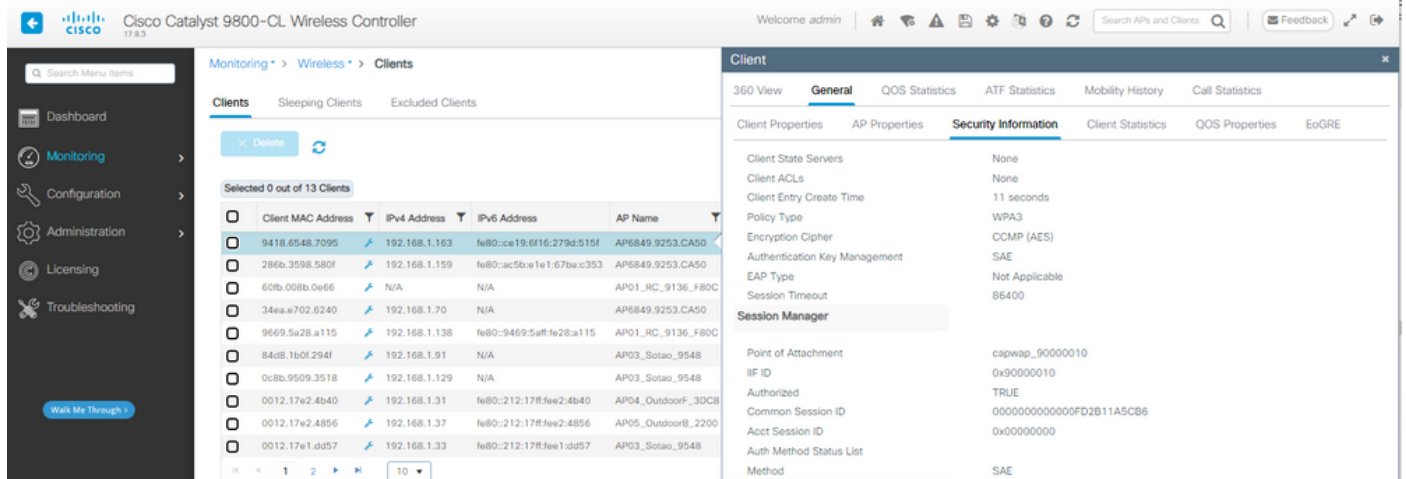 CISCO
Cisco Catalyst 9800-CL Wireless Controller
17.9.3
Welcome admin
Search APs and Clients
Feedback
Search Menu Items
Dashboard
Monitoring
Configuration
Administration
Licensing
Troubleshooting
Walk Me Through >
Monitoring > Wireless > Clients
Clients Sleeping Clients Excluded Clients
× Delete
Selected 0 out of 13 Clients
Client MAC Address IPv4 Address IPv6 Address AP Name
9418.6548.7095 192.168.1.163 fe80::ce19:6f16:279d:515f AP6849.9253.CA50
286b.3598.580f 192.168.1.159 fe80::ac5b:e1e1:67ba:c353 AP6849.9253.CA50
60fb.008b.0e66 N/A N/A AP01_RC_9136_F80C
34ea.e702.6240 192.168.1.70 N/A AP6849.9253.CA50
9669.5a28.a115 192.168.1.138 fe80::9469:5aff:fe28:a115 AP01_RC_9136_F80C
84d8.1b0f.294f 192.168.1.91 N/A AP03_Sotao_9548
0c8b.9509.3518 192.168.1.129 N/A AP03_Sotao_9548
0012.17e2.4b40 192.168.1.31 fe80::212:17ff:fee2:4b40 AP04_OutdoorF_3DC8
0012.17e2.4856 192.168.1.37 fe80::212:17ff:fee2:4856 AP05_OutdoorB_2200
0012.17e1.dd57 192.168.1.33 fe80::212:17ff:fee1:dd57 AP03_Sotao_9548
1 2 10
Client
360 View General QOS Statistics ATF Statistics Mobility History Call Statistics
Client Properties AP Properties Security Information Client Statistics QOS Properties EoGRE
Client State Servers None
Client ACLs None
Client Entry Create Time 11 seconds
Policy Type WPA3
Encryption Cipher CCMP (AES)
Authentication Key Management SAE
EAP Type Not Applicable
Session Timeout 86400
Session Manager
Point of Attachment capwap_90000010
IIF ID 0x90000010
Authorized TRUE
Common Session ID 0000000000000FD2B11A5CB6
Acct Session ID 0x00000000
Auth Method Status List
Method SAE